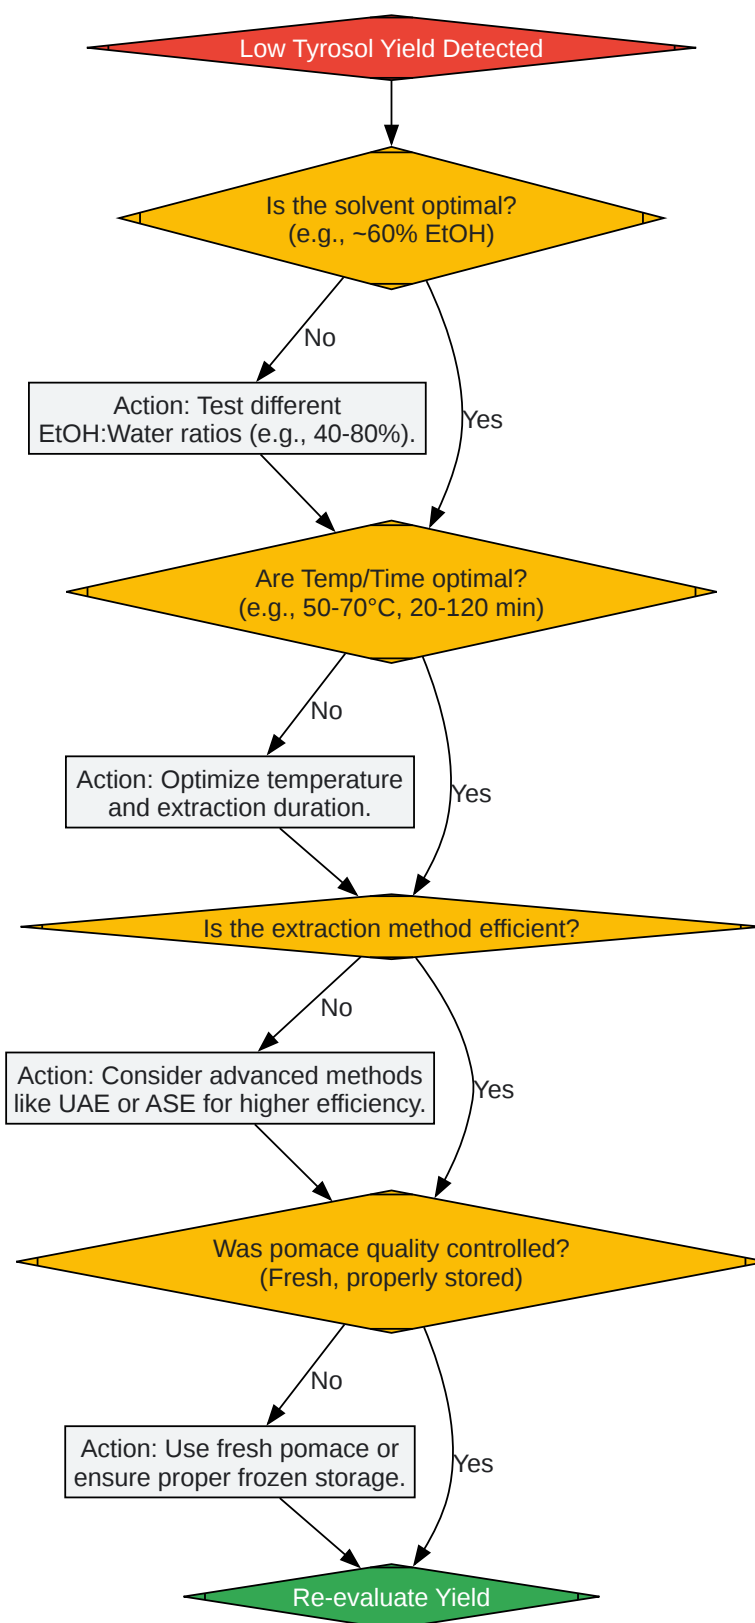 Low Tyrosol Yield Detected
Is the solvent optimal?
(e.g., ~60% EtOH)
No
Action: Test different
EtOH:Water ratios (e.g., 40-80%).
Yes
Are Temp/Time optimal?
(e.g., 50-70°C, 20-120 min)
No
Action: Optimize temperature
and extraction duration.
Yes
Is the extraction method efficient?
No
Action: Consider advanced methods
like UAE or ASE for higher efficiency.
Yes
Was pomace quality controlled?
(Fresh, properly stored)
No
Action: Use fresh pomace or
ensure proper frozen storage.
Yes
Re-evaluate Yield